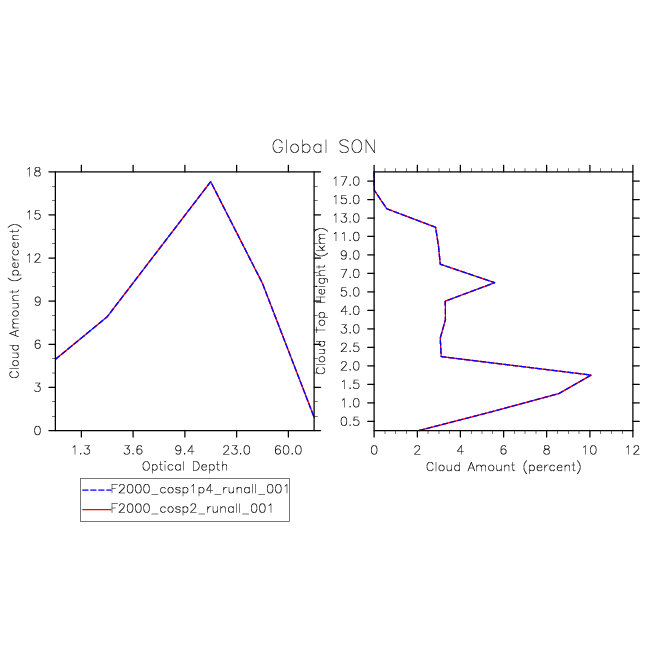 Global SON
Cloud Amount (percent)
18
15
12
9
6
3
0
1.3 3.6 9.4 23.0 60.0
Optical Depth
Cloud Top Height (km)
17.0
15.0
13.0
11.0
9.0
7.0
5.0
4.0
3.0
2.5
2.0
1.5
1.0
0.5
0 2 4 6 8 10 12
Cloud Amount (percent)
F2000_cosp1p4_runall_001
F2000_cosp2_runall_001